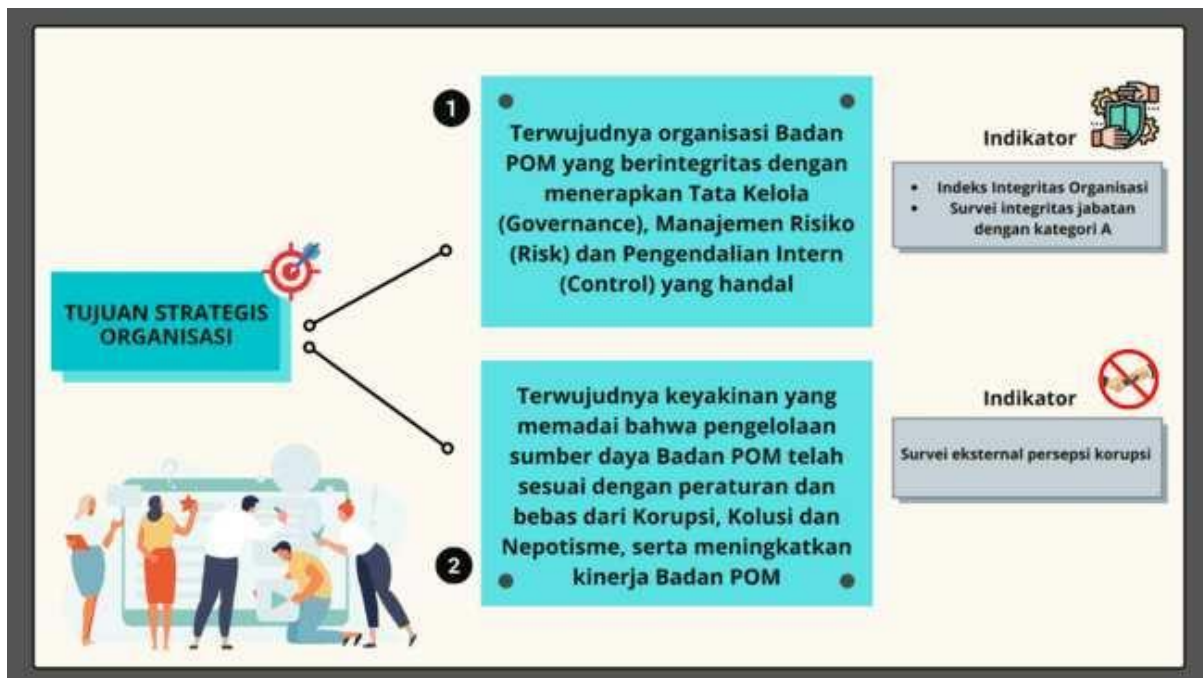 TUJUAN STRATEGIS
ORGANISASI
1
Terwujudnya organisasi Badan
POM yang berintegritas dengan
menerapkan Tata Kelola
(Governance), Manajemen Risiko
(Risk) dan Pengendalian Intern
(Control) yang handal
Indikator
• Indeks Integritas Organisasi
• Survei integritas jabatan
dengan kategori A
2
Terwujudnya keyakinan yang
memadai bahwa pengelolaan
sumber daya Badan POM telah
sesuai dengan peraturan dan
bebas dari Korupsi, Kolusi dan
Nepotisme, serta meningkatkan
kinerja Badan POM
Indikator
Survei eksternal persepsi korupsi